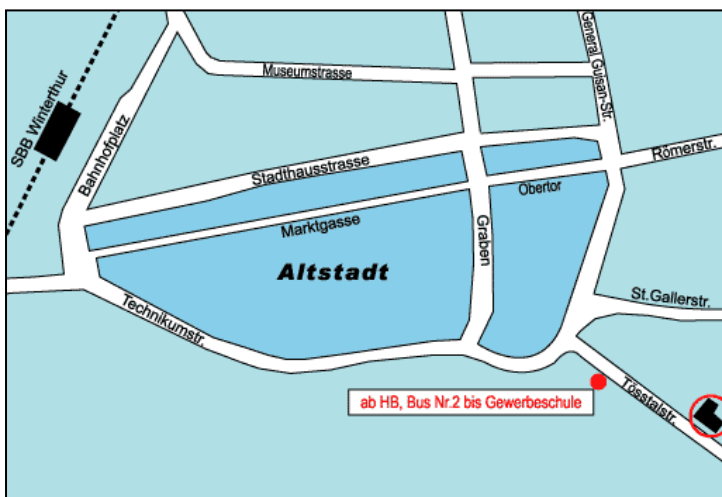 SBB Winterthur
Bahnhofplatz
Museumstrasse
General Guisan-Str.
Stadthausstrasse
Römerstr.
Marktgasse
Obertor
Graben
Altstadt
Technikumstr.
St.Gallerstr.
Tösstalstr.
ab HB, Bus Nr.2 bis Gewerbeschule